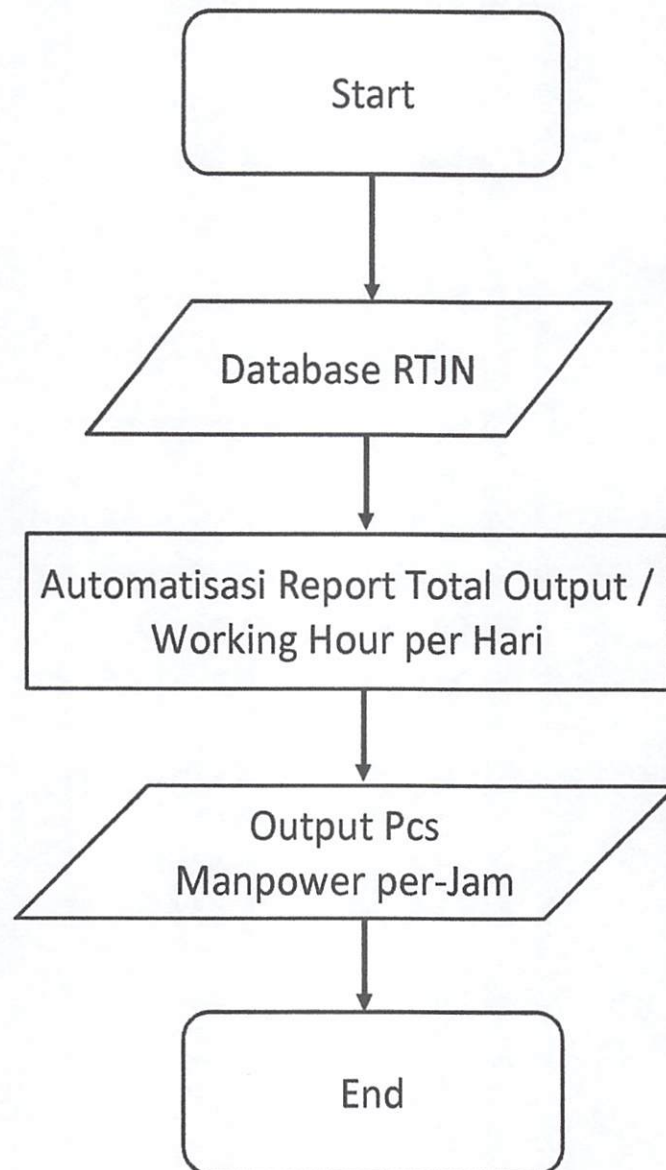 Start
Database RTJN
Automatisasi Report Total Output /
Working Hour per Hari
Output Pcs
Manpower per-Jam
End